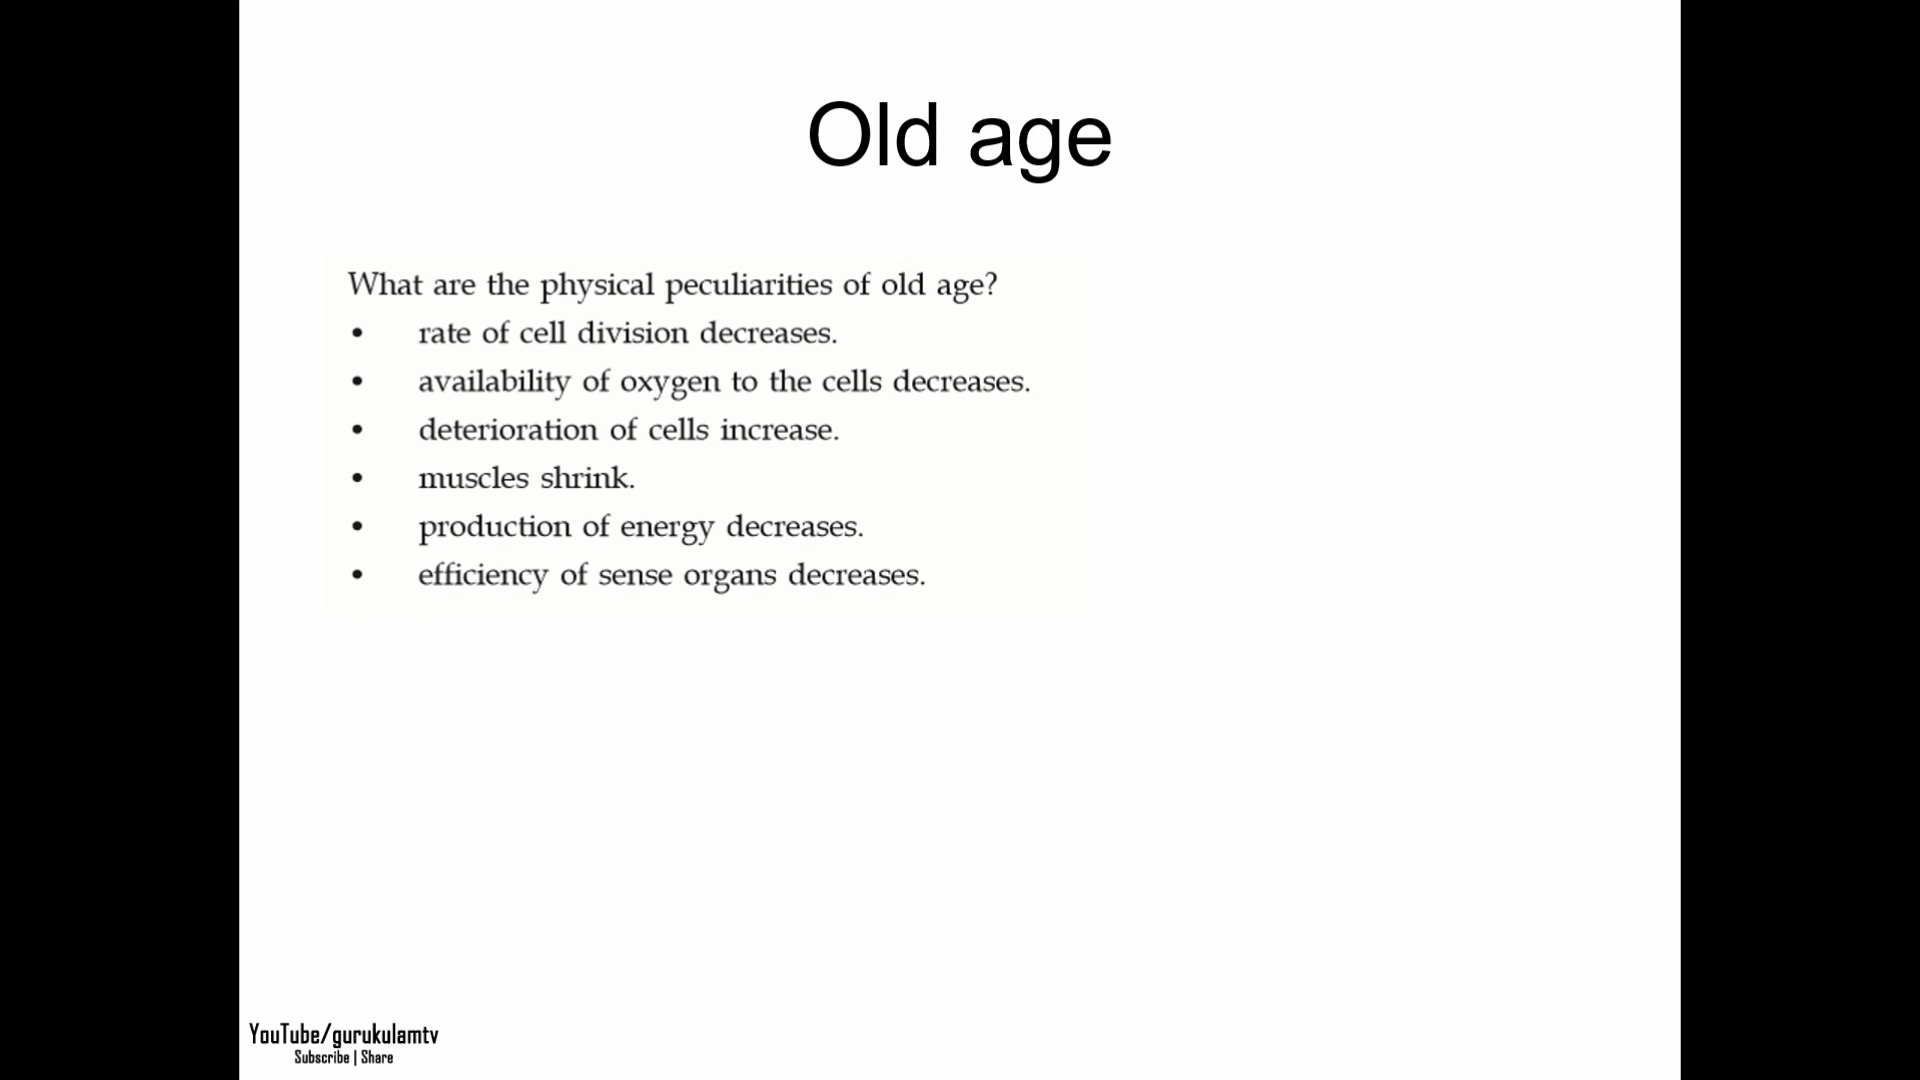 Old age
What are the physical peculiarities of old age?
• rate of cell division decreases.
• availability of oxygen to the cells decreases.
• deterioration of cells increase.
• muscles shrink.
• production of energy decreases.
• efficiency of sense organs decreases.
YouTube/gurukulamtv
Subscribe | Share